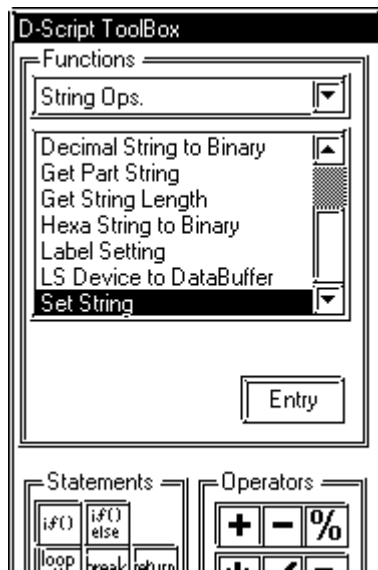 D-Script ToolBox
Functions
String Ops.
Decimal String to Binary
Get Part String
Get String Length
Hexa String to Binary
Label Setting
LS Device to DataBuffer
Set String
Entry
Statements
Operators
if()
if()
else
+ - %
loop
break
return